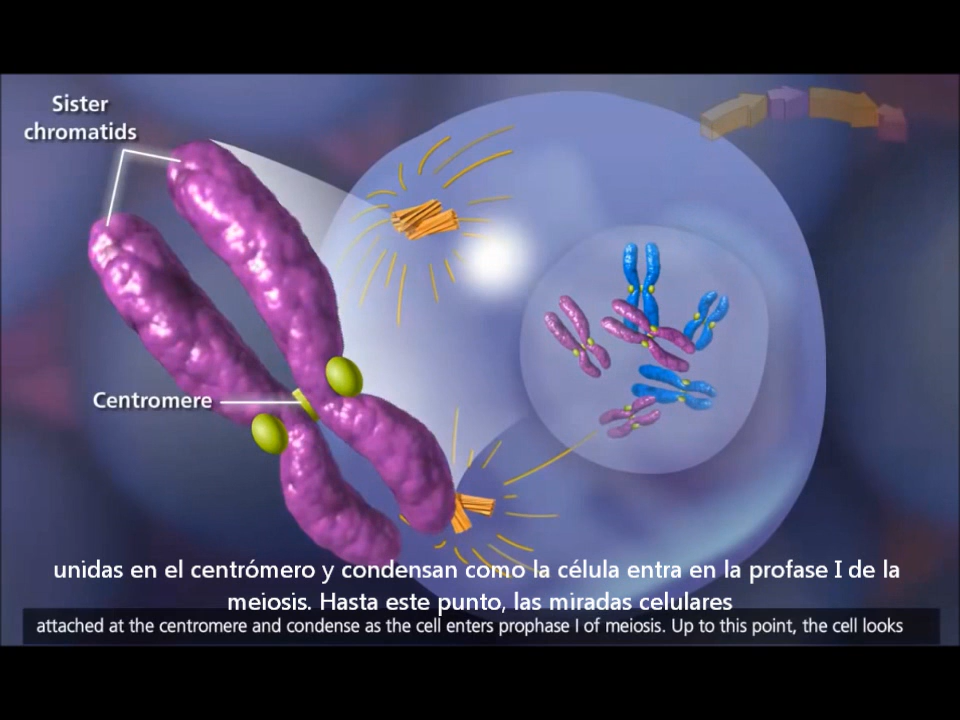 Sister
chromatids
Centromere
unidas en el centrómero y condensan como la célula entra en la profase I de la
meiosis. Hasta este punto, las miradas celulares
attached at the centromere and condense as the cell enters prophase I of meiosis. Up to this point, the cell looks